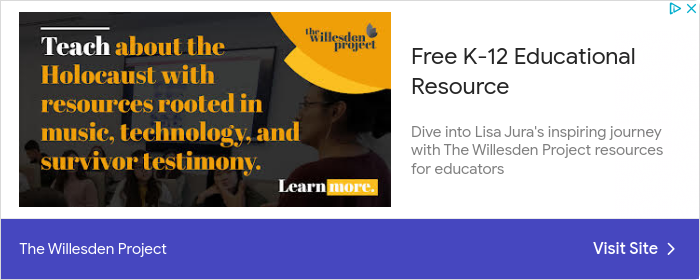 Teach about the
Holocaust with
resources rooted in
music, technology, and
survivor testimony.
the
willesden
project
Learn more.
Free K-12 Educational
Resource
Dive into Lisa Jura's inspiring journey
with The Willesden Project resources
for educators
The Willesden Project
Visit Site